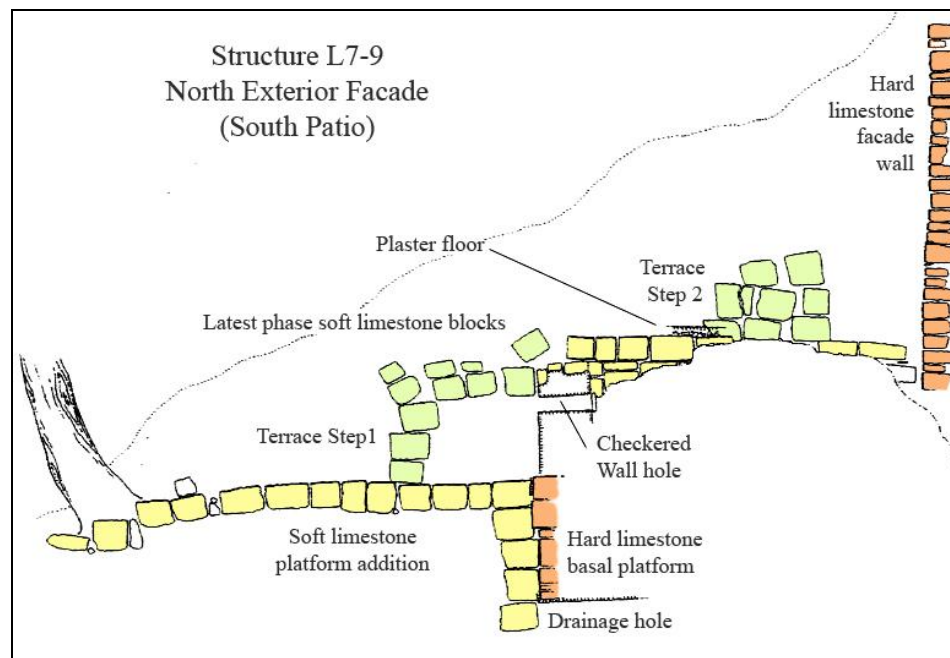 Structure L7-9
North Exterior Facade
(South Patio)
Hard
limestone
facade
wall
Plaster floor
Terrace
Step 2
Latest phase soft limestone blocks
Terrace Step1
Checkered
Wall hole
Soft limestone
platform addition
Hard limestone
basal platform
Drainage hole